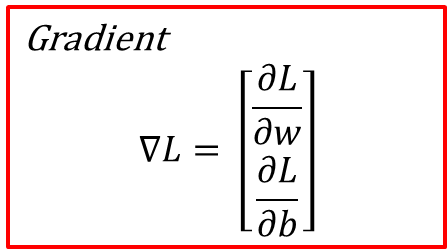 Gradient
∇L = [∂L/∂w
∂L/∂b]